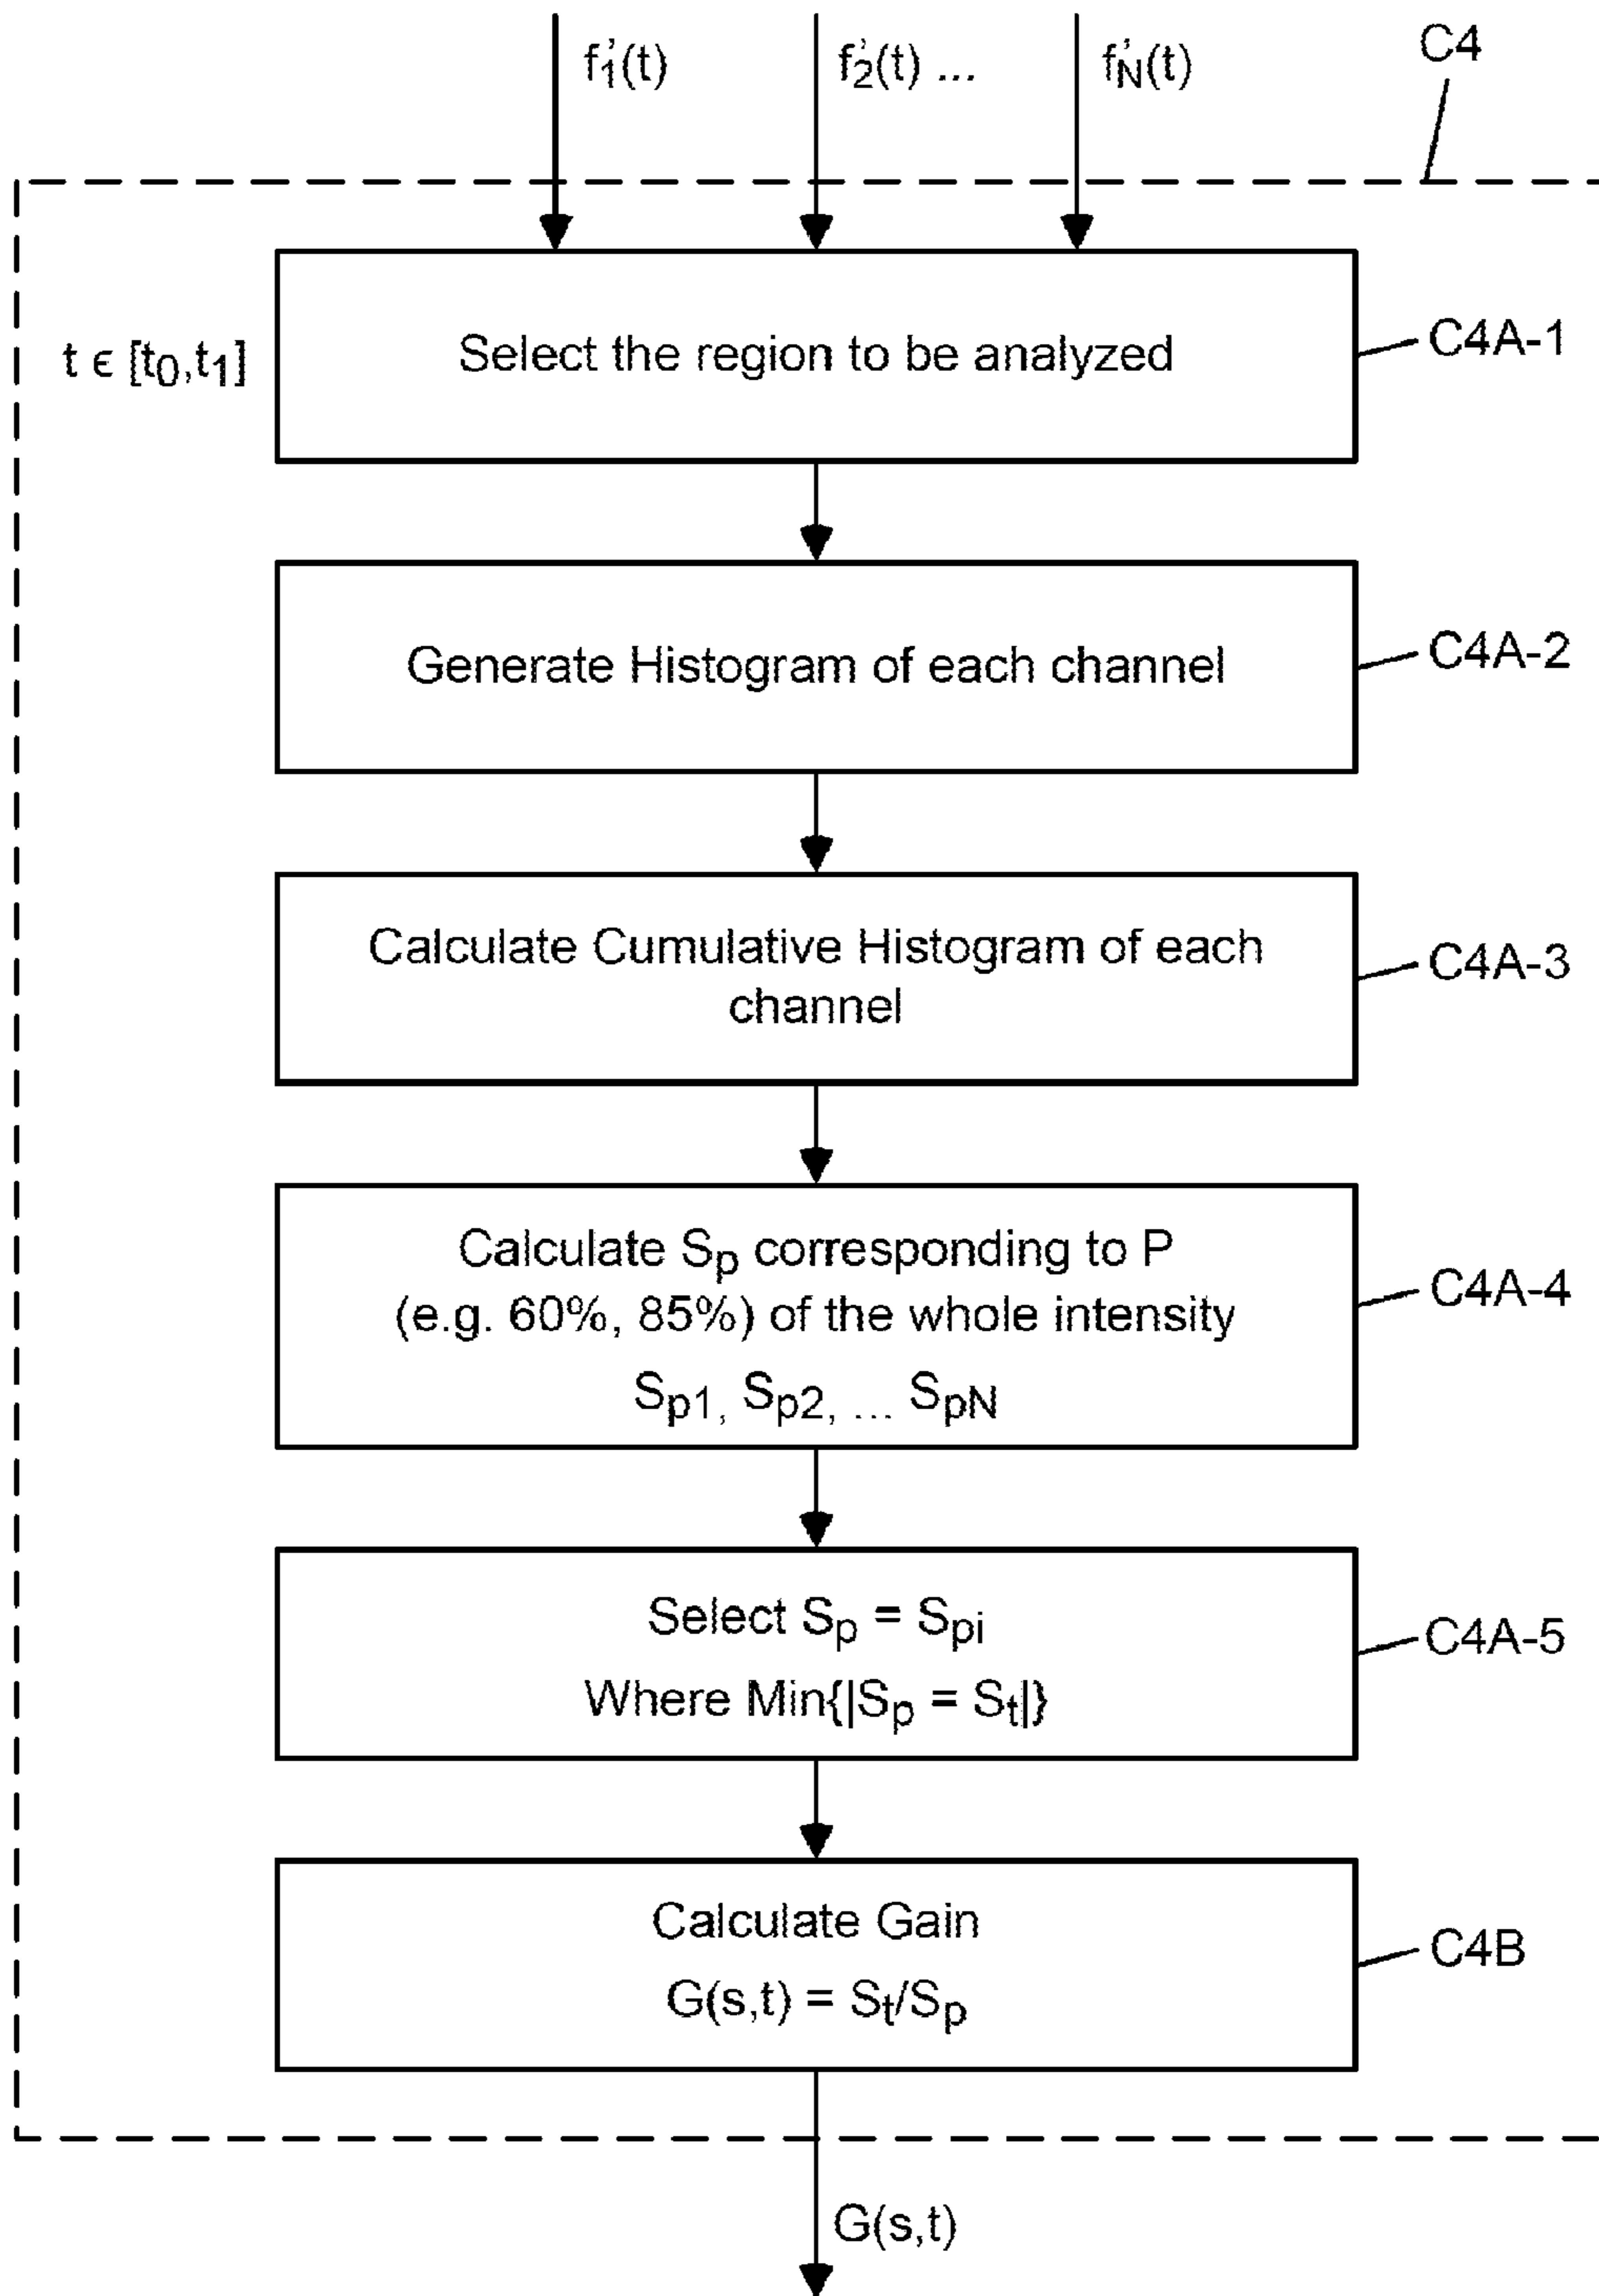 f'1(t) f'2(t) ... f'N(t)
C4
t ϵ [t0,t1]
Select the region to be analyzed
C4A-1
Generate Histogram of each channel
C4A-2
Calculate Cumulative Histogram of each
channel
C4A-3
Calculate Sp corresponding to P
(e.g. 60%, 85%) of the whole intensity
Sp1, Sp2, ... SpN
C4A-4
Select Sp = Spi
Where Min{|Sp = St|}
C4A-5
Calculate Gain
G(s,t) = St/Sp
C4B
G(s,t)